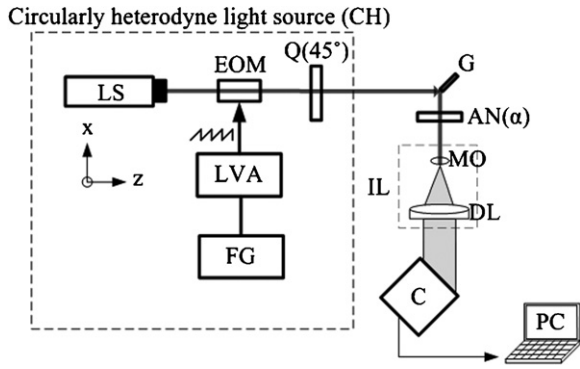 Circularly heterodyne light source (CH)
LS
EOM
Q(45˚)
G
AN(α)
x
z
LVA
MO
IL
DL
FG
C
PC